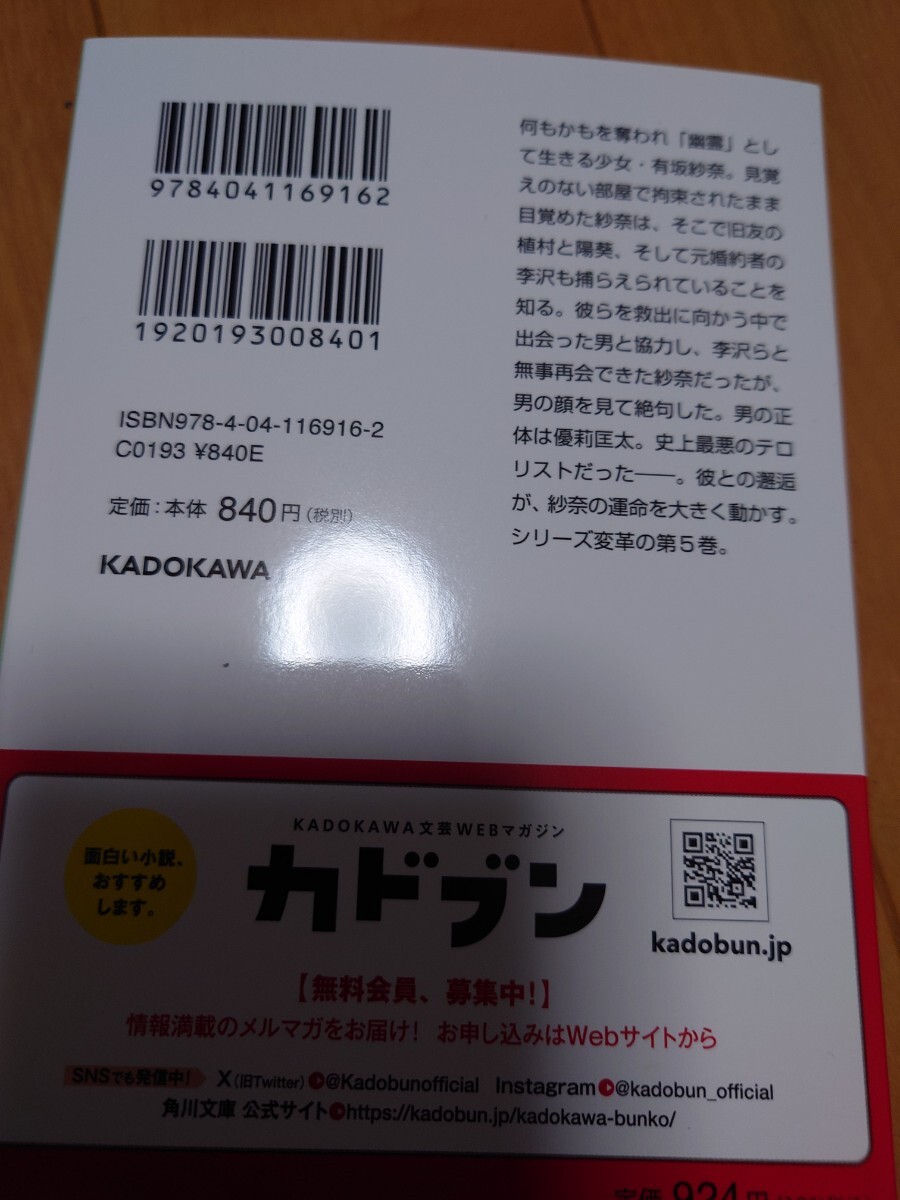 9784041169162
1920193008401
ISBN978-4-04-116916-2
C0193 ¥840E
定価:本体 840円(税別)
KADOKAWA
何もかもを奪われ「幽霊」とし
て生きる少女・有坂紗奈。見覚
えのない部屋で拘束されたまま
目覚めた紗奈は、そこで旧友の
植村と陽葵、そして元婚約者の
李沢も捕らえられていることを
知る。彼らを救出に向かう中で
出会った男と協力し、李沢らと
無事再会できた紗奈だったが、
男の顔を見て絶句した。男の正
体は優莉匡太。史上最悪のテロ
リストだった――。彼との邂逅
が、紗奈の運命を大きく動かす。
シリーズ変革の第5巻。
面白い小説、
おすすめ
します。
KADOKAWA文芸WEBマガジン
カドブン
kadobun.jp
【無料会員、募集中!】
情報満載のメルマガをお届け! お申し込みはWebサイトから
SNSでも発信中! X(旧Twitter)@Kadobunofficial Instagram@kadobun_official
角川文庫 公式サイトhttps://kadobun.jp/kadokawa-bunko/
定価 924円